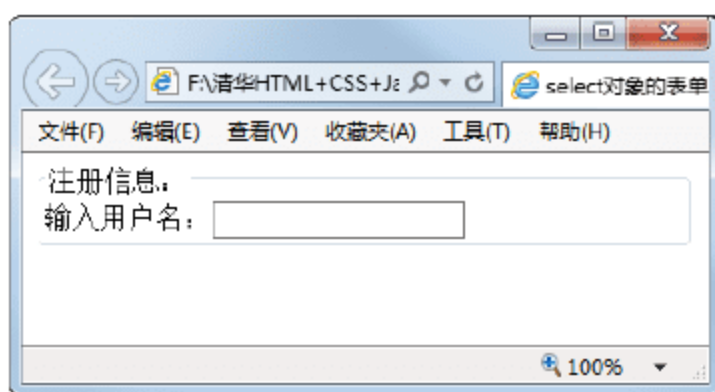 F:\清华HTML+CSS+Ja
select对象的表单
文件(F) 编辑(E) 查看(V) 收藏夹(A) 工具(T) 帮助(H)
注册信息：
输入用户名：
100%